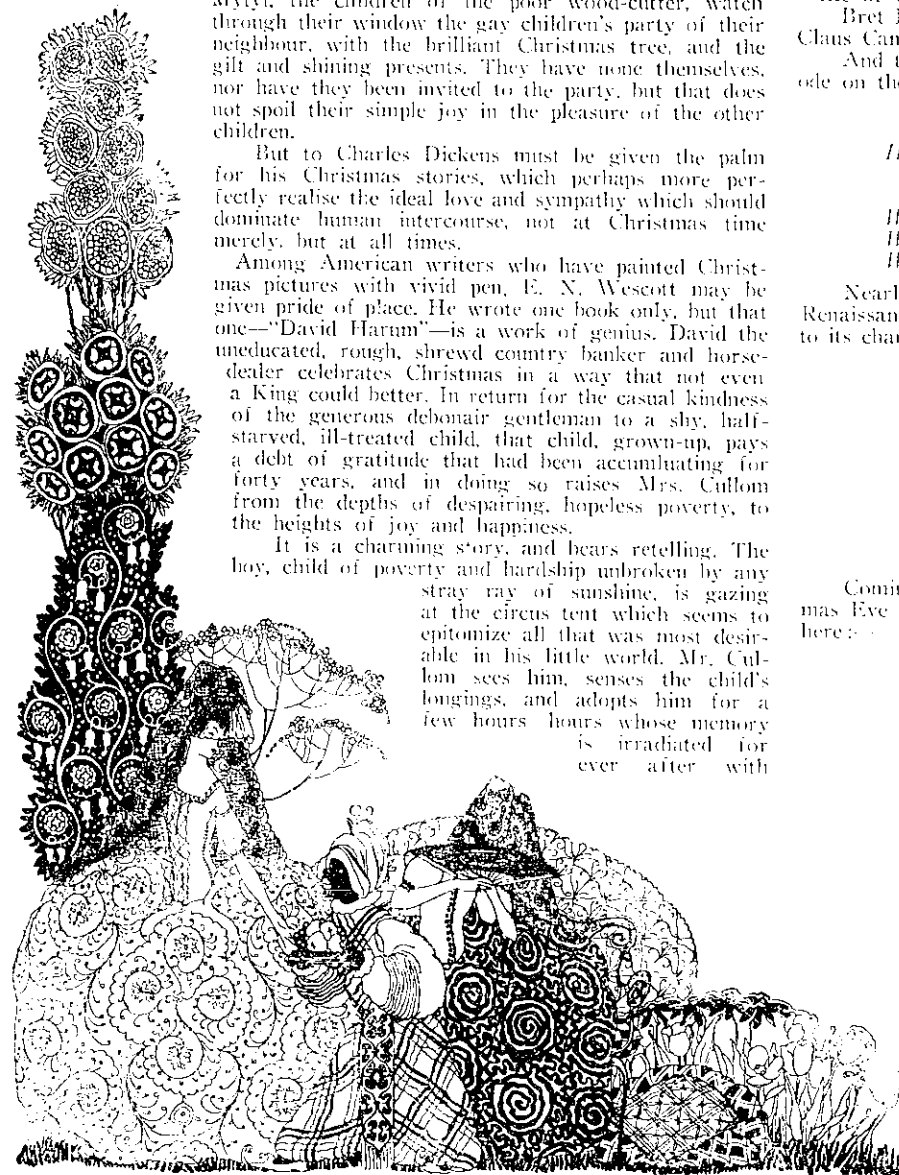 Mytyl, the children of the poor wood-cutter, watch
through their window the gay children's party of their
neighbour, with the brilliant Christmas tree, and the
gilt and shining presents. They have none themselves,
nor have they been invited to the party, but that does
not spoil their simple joy in the pleasure of the other
children.
But to Charles Dickens must be given the palm
for his Christmas stories, which perhaps more per-
fectly realise the ideal love and sympathy which should
dominate human intercourse, not at Christmas time
merely, but at all times.
Among American writers who have painted Christ-
mas pictures with vivid pen, E. N. Wescott may be
given pride of place. He wrote one book only, but that
one—"David Harum"—is a work of genius. David the
uneducated, rough, shrewd country banker and horse-
dealer celebrates Christmas in a way that not even
a King could better. In return for the casual kindness
of the generous debonair gentleman to a shy, half-
starved, ill-treated child, that child, grown-up, pays
a debt of gratitude that had been accumluating for
forty years, and in doing so raises Mrs. Cullom
from the depths of despairing, hopeless poverty, to
the heights of joy and happiness.
It is a charming story, and bears retelling. The
boy, child of poverty and hardship unbroken by any
stray ray of sunshine, is gazing
at the circus tent which seems to
epitomize all that was most desir-
able in his little world. Mr. Cul-
lom sees him, senses the child's
longings, and adopts him for a
few hours hours whose memory
is irradiated for
ever after with
Bret
Claus
And
ode on the
Renaissan
to its
Comin
mas Eve
here: